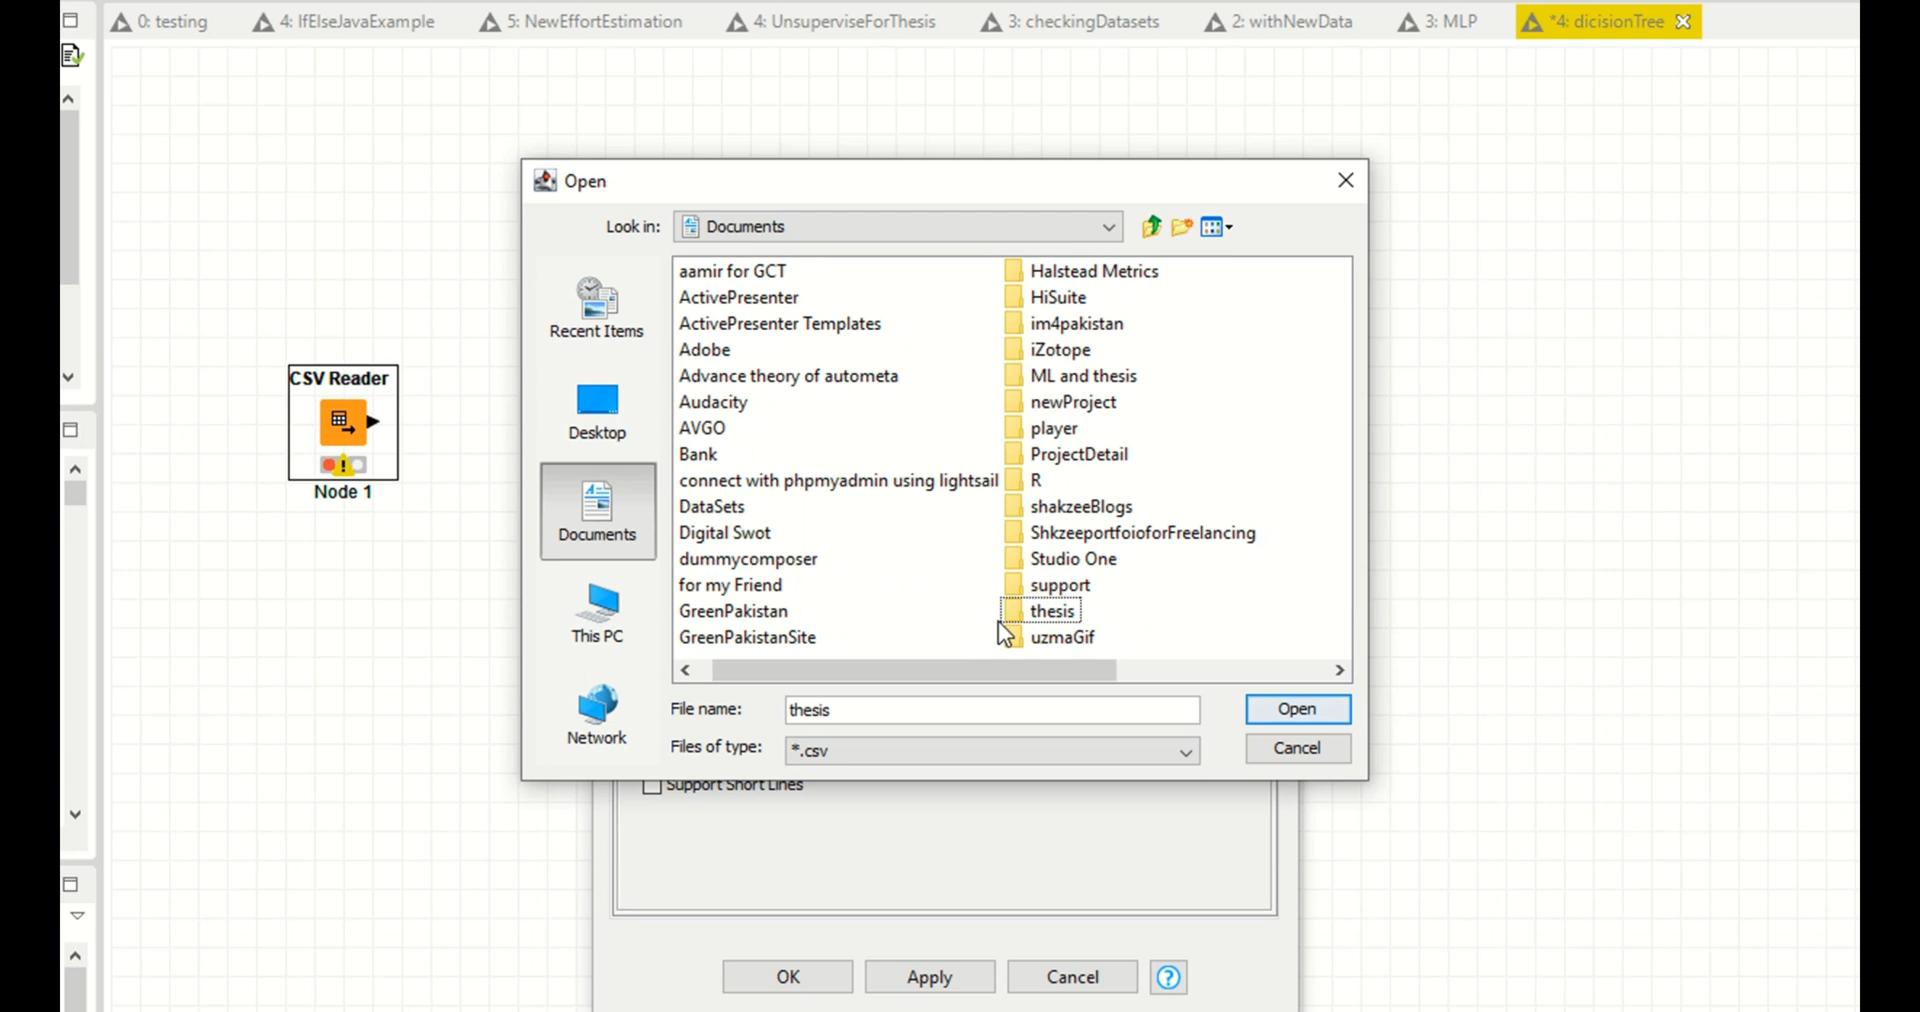 0: testing
4: IfElseJavaExample
5: NewEffortEstimation
4: UnsuperviseForThesis
3: checkingDatasets
2: withNewData
3: MLP
*4: dicisionTree
CSV Reader
Node 1
Open
Look in:
Documents
Recent Items
Desktop
Documents
This PC
Network
aamir for GCT
ActivePresenter
ActivePresenter Templates
Adobe
Advance theory of autometa
Audacity
AVGO
Bank
connect with phpmyadmin using lightsail
DataSets
Digital Swot
dummycomposer
for my Friend
GreenPakistan
GreenPakistanSite
Halstead Metrics
HiSuite
im4pakistan
iZotope
ML and thesis
newProject
player
ProjectDetail
R
shakzeeBlogs
ShkzeeportfoioforFreelancing
Studio One
support
thesis
uzmaGif
File name:
thesis
Open
Files of type:
*.csv
Cancel
Support Short Lines
OK
Apply
Cancel
?